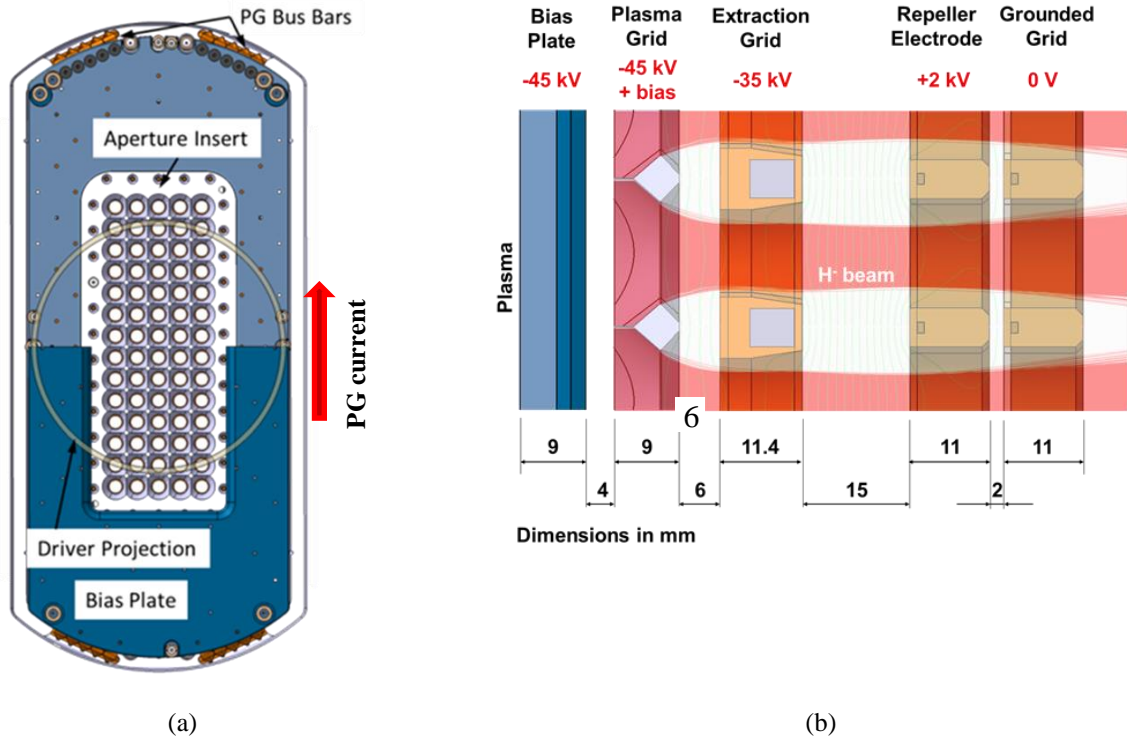 PG Bus Bars
Aperture Insert
PG current
Driver Projection
Bias Plate
(a)
b)
Bias
Plate
-45 kV
Plasma
Grid
-45 kV
+ bias
Extraction
Grid
-35 kV
Repeller
Electrode
+2 kV
Grounded
Grid
0 V
Plasma
H- beam
6
9
9
11.4
11
11
4
6
15
2
Dimensions in mm
(b)